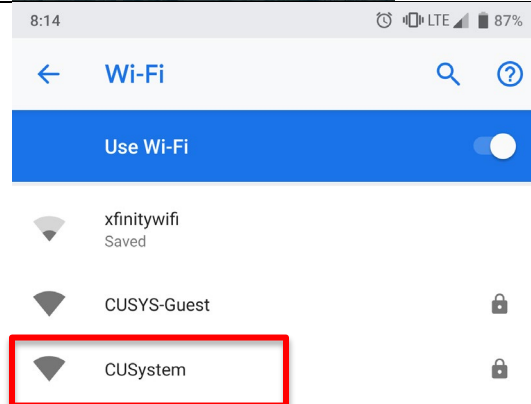 8:14 LTE 87%
Wi-Fi
Use Wi-Fi
xfinitywifi
Saved
CUSYS-Guest
CUSystem